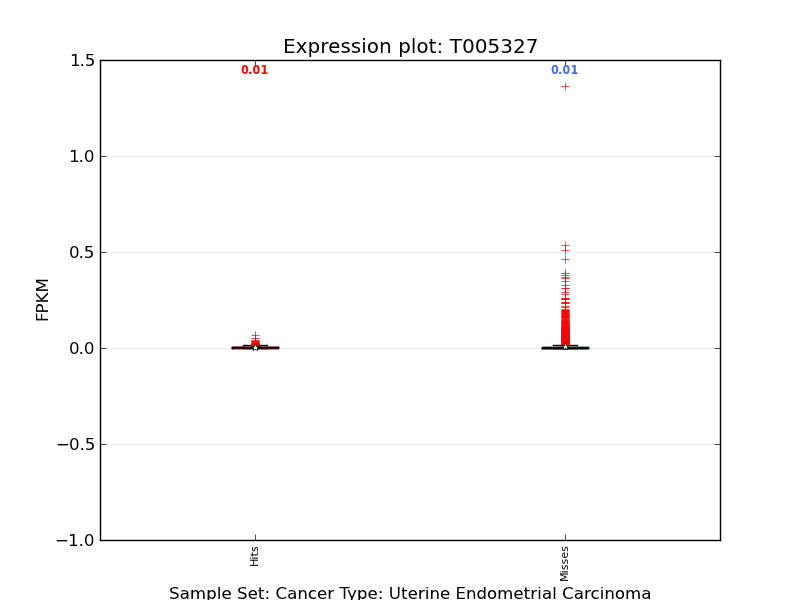 Expression plot: T005327
1.5
0.01
0.01
1.0
0.5
FPKM
0.0
−0.5
−1.0
Hits
Misses
Sample Set: Cancer Type: Uterine Endometrial Carcinoma